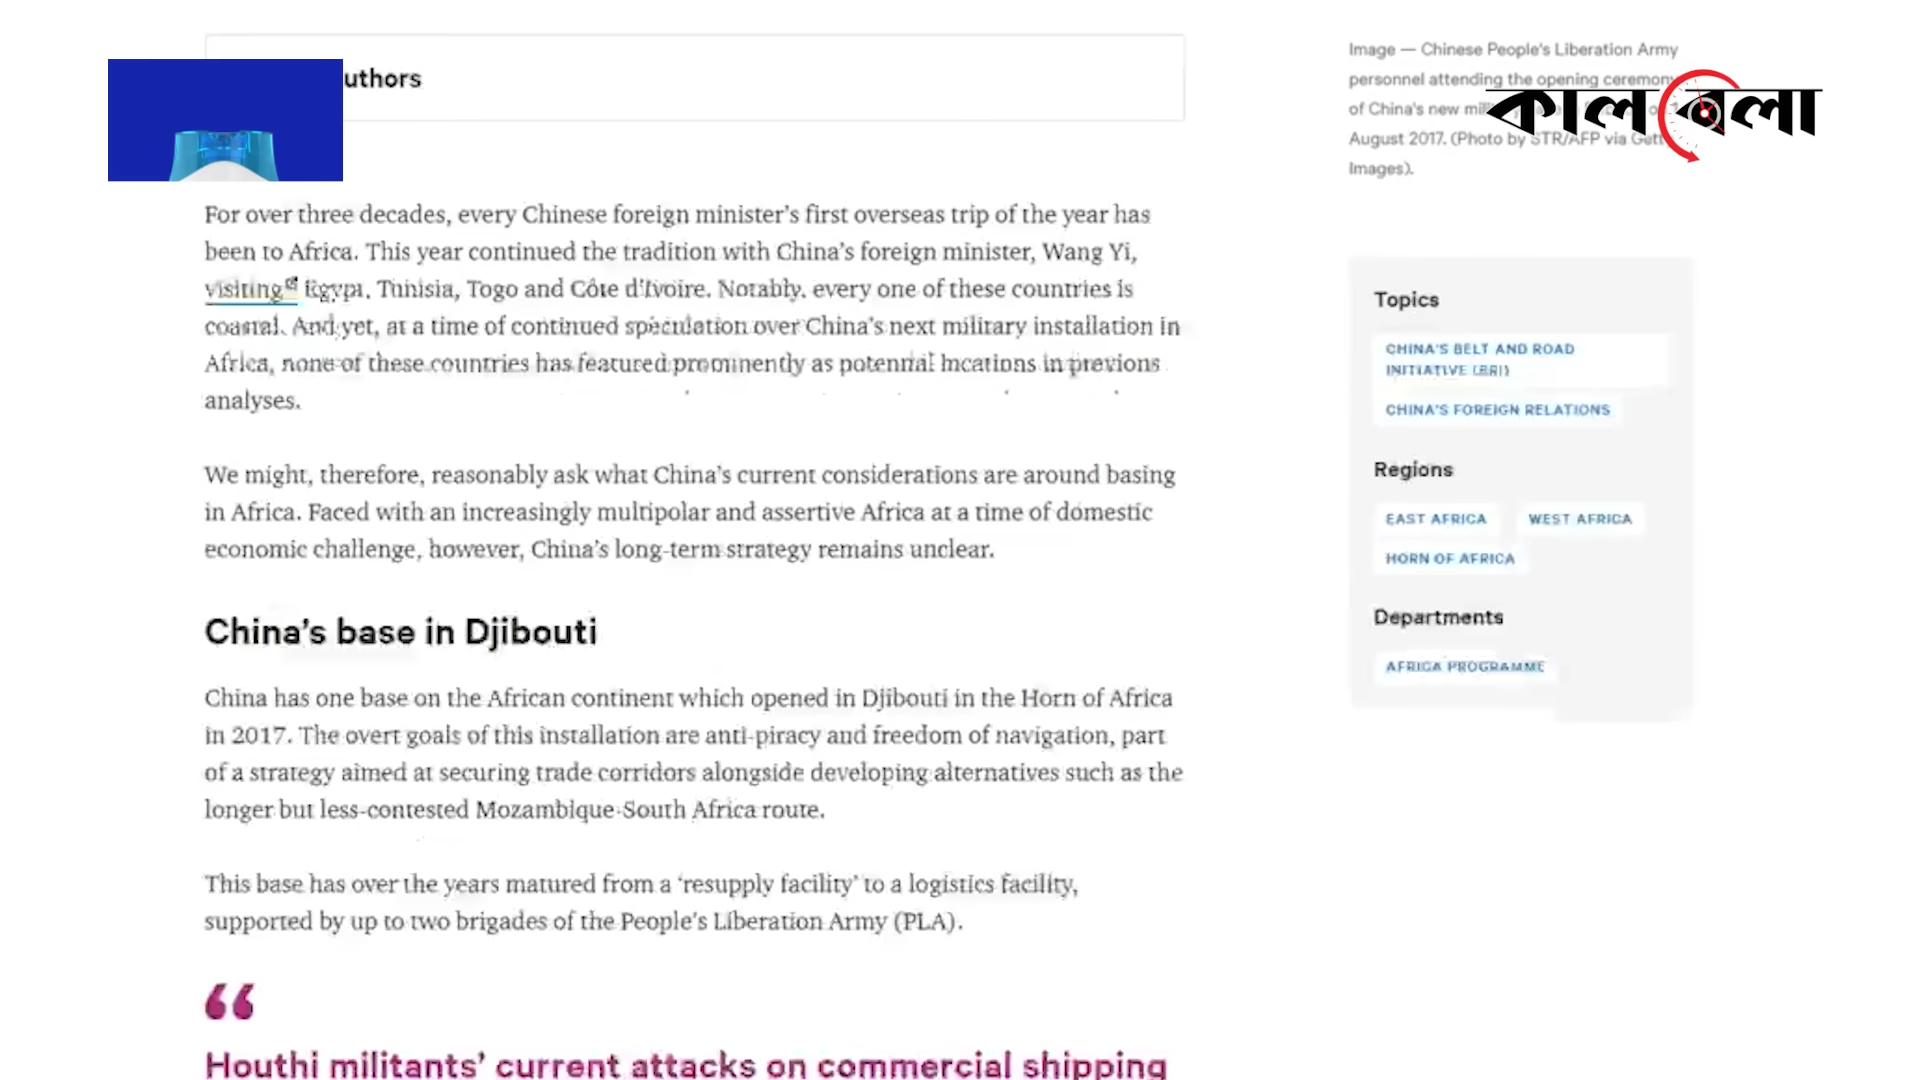 uthors
For over three decades, every Chinese foreign minister's first overseas trip of the year has
been to Africa. This year continued the tradition with China's foreign minister, Wang Yi,
visiting Egypt, Tunisia, Togo and Côte d'Ivoire. Notably, every one of these countries is
coastal. And yet, at a time of continued speculation over China's next military installation in
Africa, none of these countries has featured prominently as potential locations in previous
analyses.
We might, therefore, reasonably ask what China's current considerations are around basing
in Africa. Faced with an increasingly multipolar and assertive Africa at a time of domestic
economic challenge, however, China's long-term strategy remains unclear.
China's base in Djibouti
China has one base on the African continent which opened in Djibouti in the Horn of Africa
in 2017. The overt goals of this installation are anti-piracy and freedom of navigation, part
of a strategy aimed at securing trade corridors alongside developing alternatives such as the
longer but less-contested Mozambique-South Africa route.
This base has over the years matured from a 'resupply facility' to a logistics facility,
supported by up to two brigades of the People's Liberation Army (PLA).
“
Houthi militants' current attacks on commercial shipping
Image — Chinese People's Liberation Army
personnel attending the opening ceremony
of China's new
August 2017. (Photo by STR/AFP via Getty
Images).
কালবেলা
Topics
CHINA'S BELT AND ROAD
INITIATIVE (BRI)
CHINA'S FOREIGN RELATIONS
Regions
EAST AFRICA
WEST AFRICA
HORN OF AFRICA
Departments
AFRICA PROGRAMME